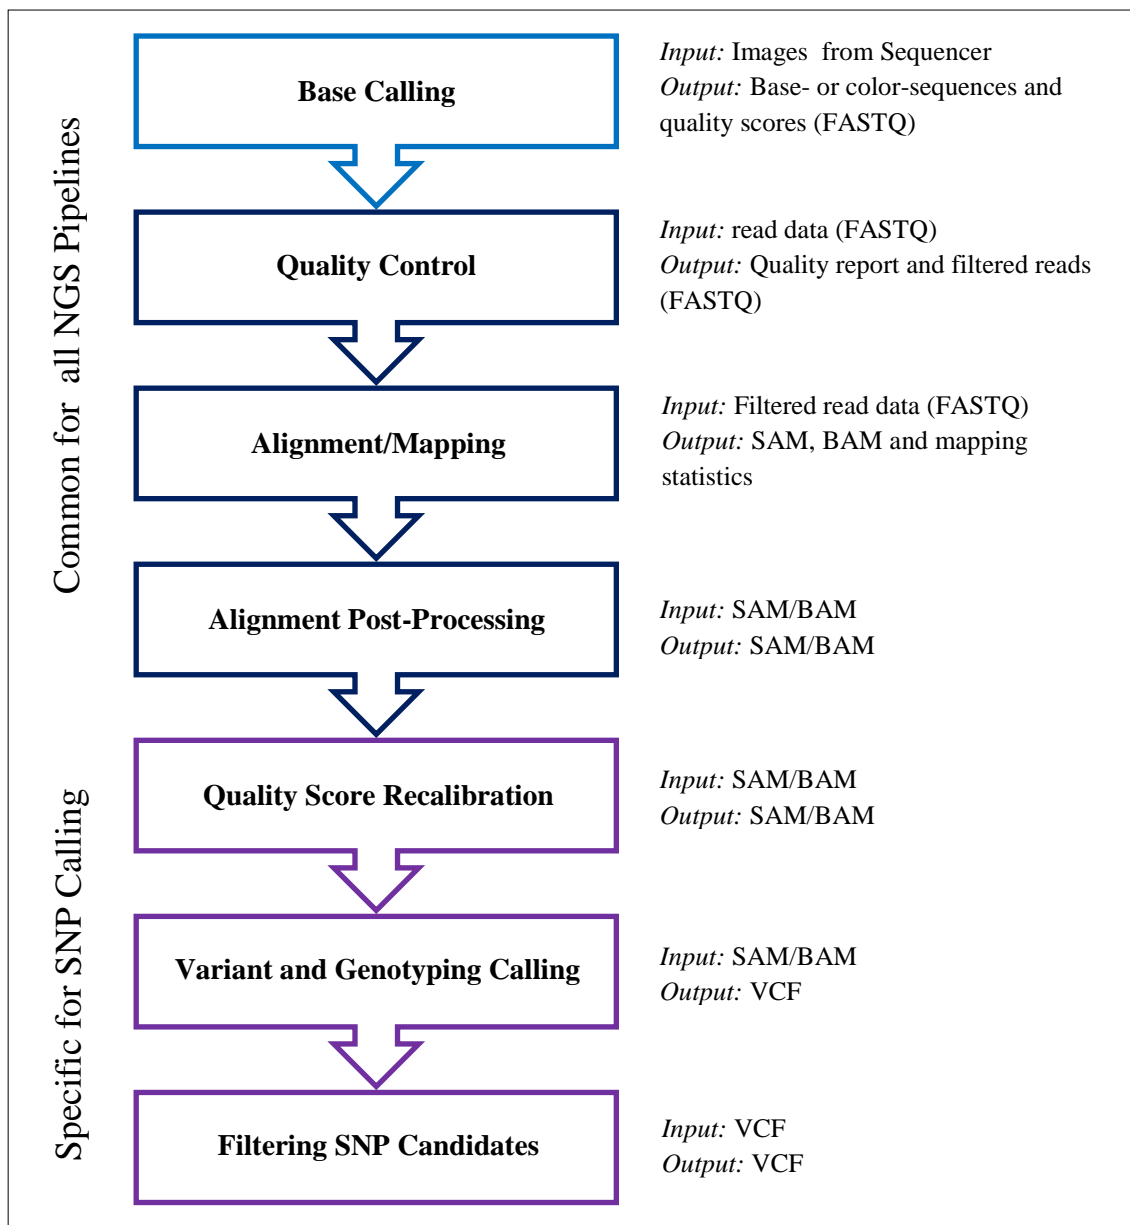 Common for all NGS Pipelines
Base Calling
Input: Images from Sequencer
Output: Base- or color-sequences and
quality scores (FASTQ)
Quality Control
Input: read data (FASTQ)
Output: Quality report and filtered reads
(FASTQ)
Alignment/Mapping
Input: Filtered read data (FASTQ)
Output: SAM, BAM and mapping
statistics
Alignment Post-Processing
Input: SAM/BAM
Output: SAM/BAM
Specific for SNP Calling
Quality Score Recalibration
Input: SAM/BAM
Output: SAM/BAM
Variant and Genotyping Calling
Input: SAM/BAM
Output: VCF
Filtering SNP Candidates
Input: VCF
Output: VCF